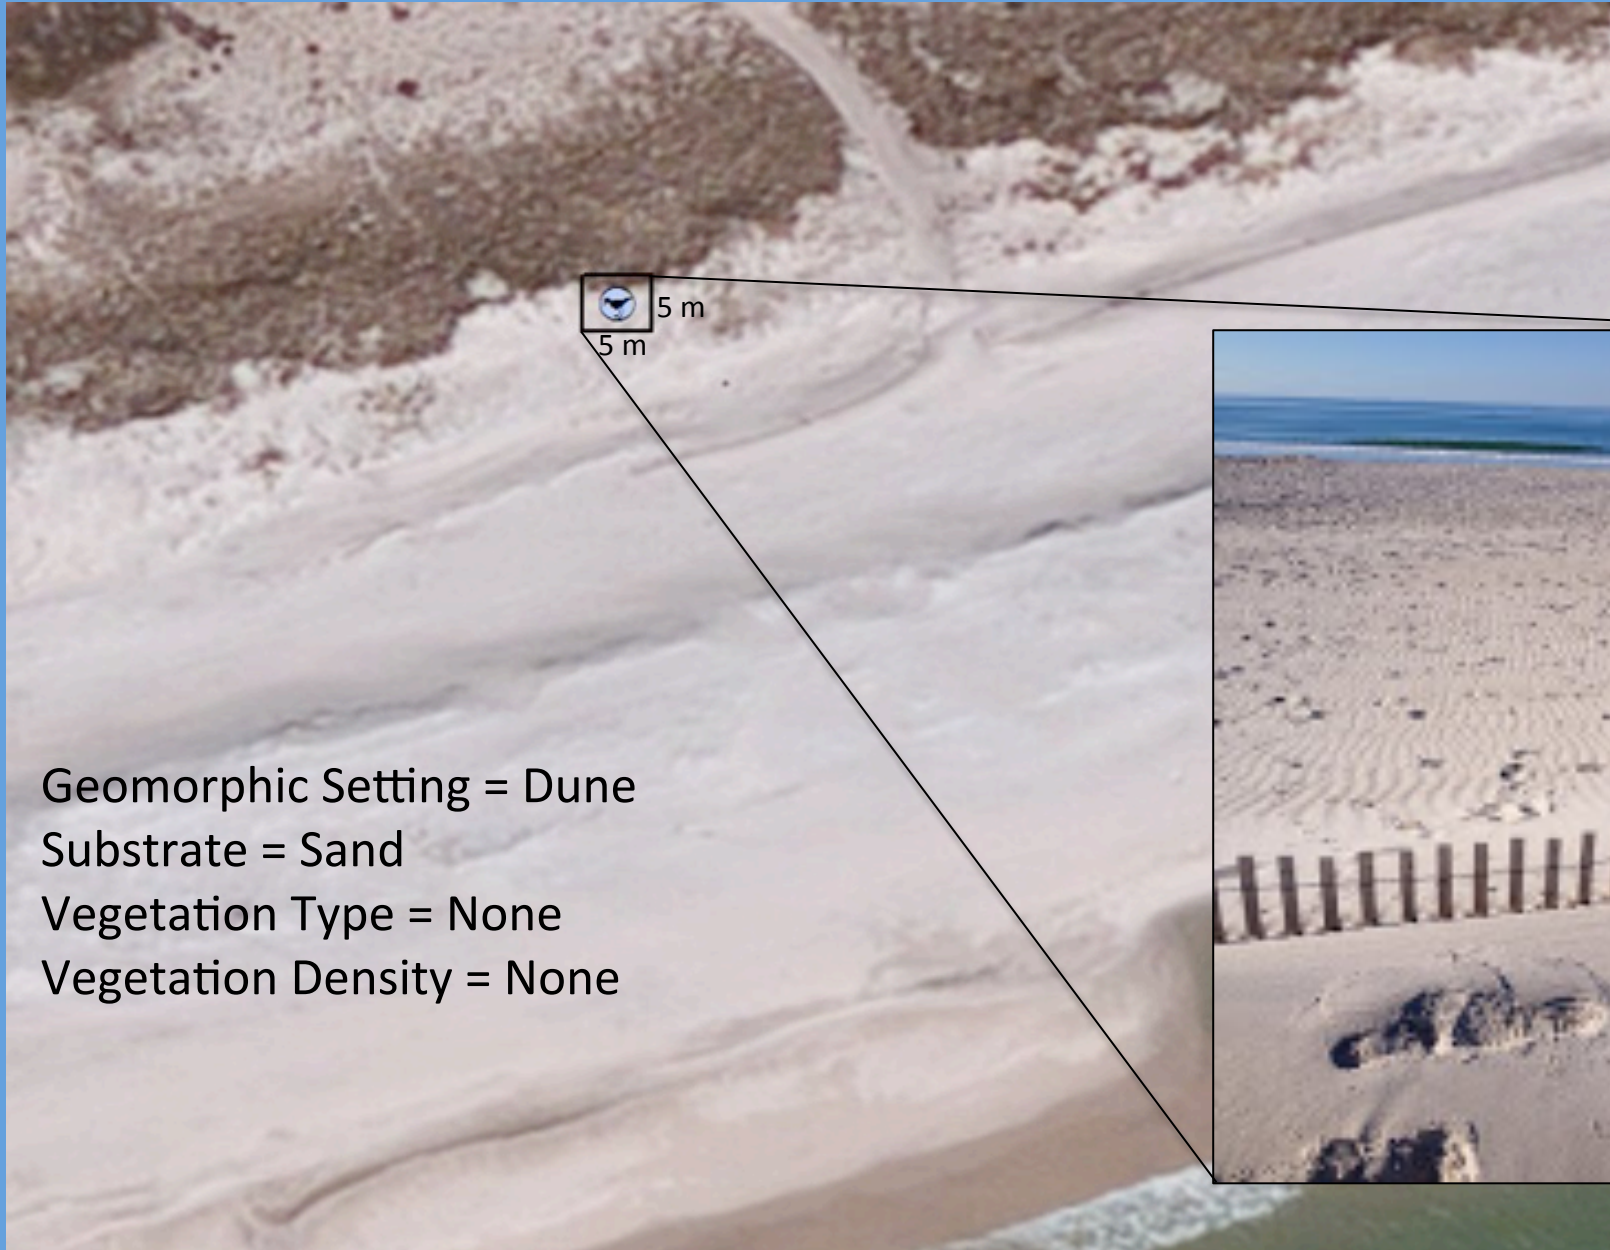 5 m
5 m
Geomorphic Setting = Dune
Substrate = Sand
Vegetation Type = None
Vegetation Density = None